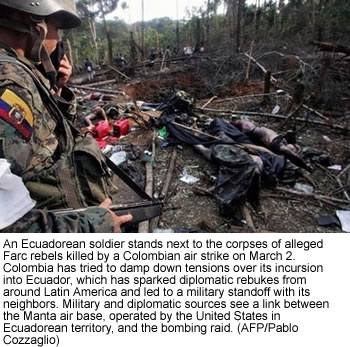 An Ecuadorean soldier stands next to the corpses of alleged
Farc rebels killed by a Colombian air strike on March 2.
Colombia has tried to damp down tensions over its incursion
into Ecuador, which has sparked diplomatic rebukes from
around Latin America and led to a military standoff with its
neighbors. Military and diplomatic sources see a link between
the Manta air base, operated by the United States in
Ecuadorean territory, and the bombing raid. (AFP/Pablo
Cozzaglio)